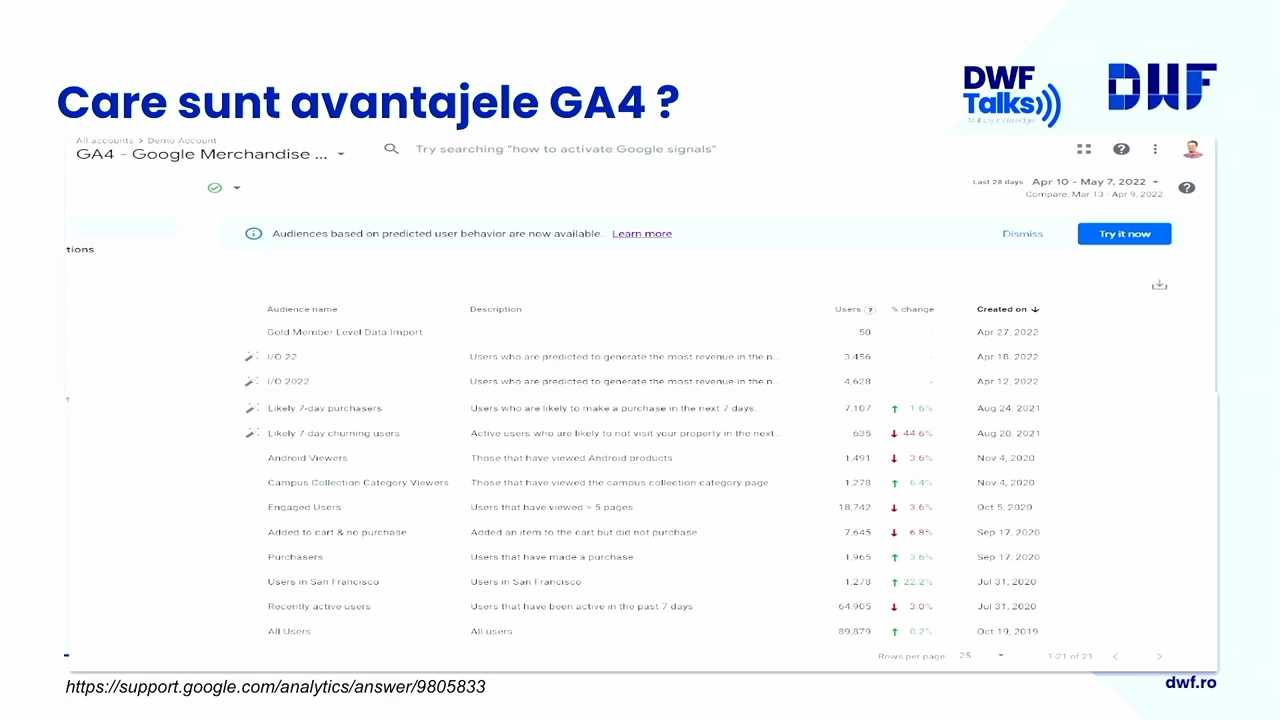 Care sunt avantajele GA4 ?
DWF
Talks
Multiply knowledge
DWF
All accounts > Demo Account
GA4 - Google Merchandise ...
Try searching "how to activate Google signals"
Last 28 days Apr 10 - May 7, 2022
Compare: Mar 13 - Apr 9, 2022
tions
Audiences based on predicted user behavior are now available. Learn more
Dismiss
Try it now
Audience name Description Users % change Created on
Gold Member Level Data Import 50 - Apr 27, 2022
I/O 22 Users who are predicted to generate the most revenue in the n... 3,456 - Apr 18, 2022
I/O 2022 Users who are predicted to generate the most revenue in the n... 4,628 - Apr 12, 2022
Likely 7-day purchasers Users who are likely to make a purchase in the next 7 days. 7,107 ↑ 1.6% Aug 24, 2021
Likely 7-day churning users Active users who are likely to not visit your property in the next... 635 ↓ 44.6% Aug 20, 2021
Android Viewers Those that have viewed Android products 1,491 ↓ 3.6% Nov 4, 2020
Campus Collection Category Viewers Those that have viewed the campus collection category page 1,278 ↑ 6.4% Nov 4, 2020
Engaged Users Users that have viewed > 5 pages 18,742 ↓ 3.6% Oct 5, 2020
Added to cart & no purchase Added an item to the cart but did not purchase 7,645 ↓ 6.8% Sep 17, 2020
Purchasers Users that have made a purchase 1,965 ↑ 3.6% Sep 17, 2020
Users in San Francisco Users in San Francisco 1,278 ↑ 22.2% Jul 31, 2020
Recently active users Users that have been active in the past 7 days 64,905 ↓ 3.0% Jul 31, 2020
All Users All users 89,879 ↑ 0.2% Oct 19, 2019
Rows per page: 25 1-21 of 21
https://support.google.com/analytics/answer/9805833
dwf.ro